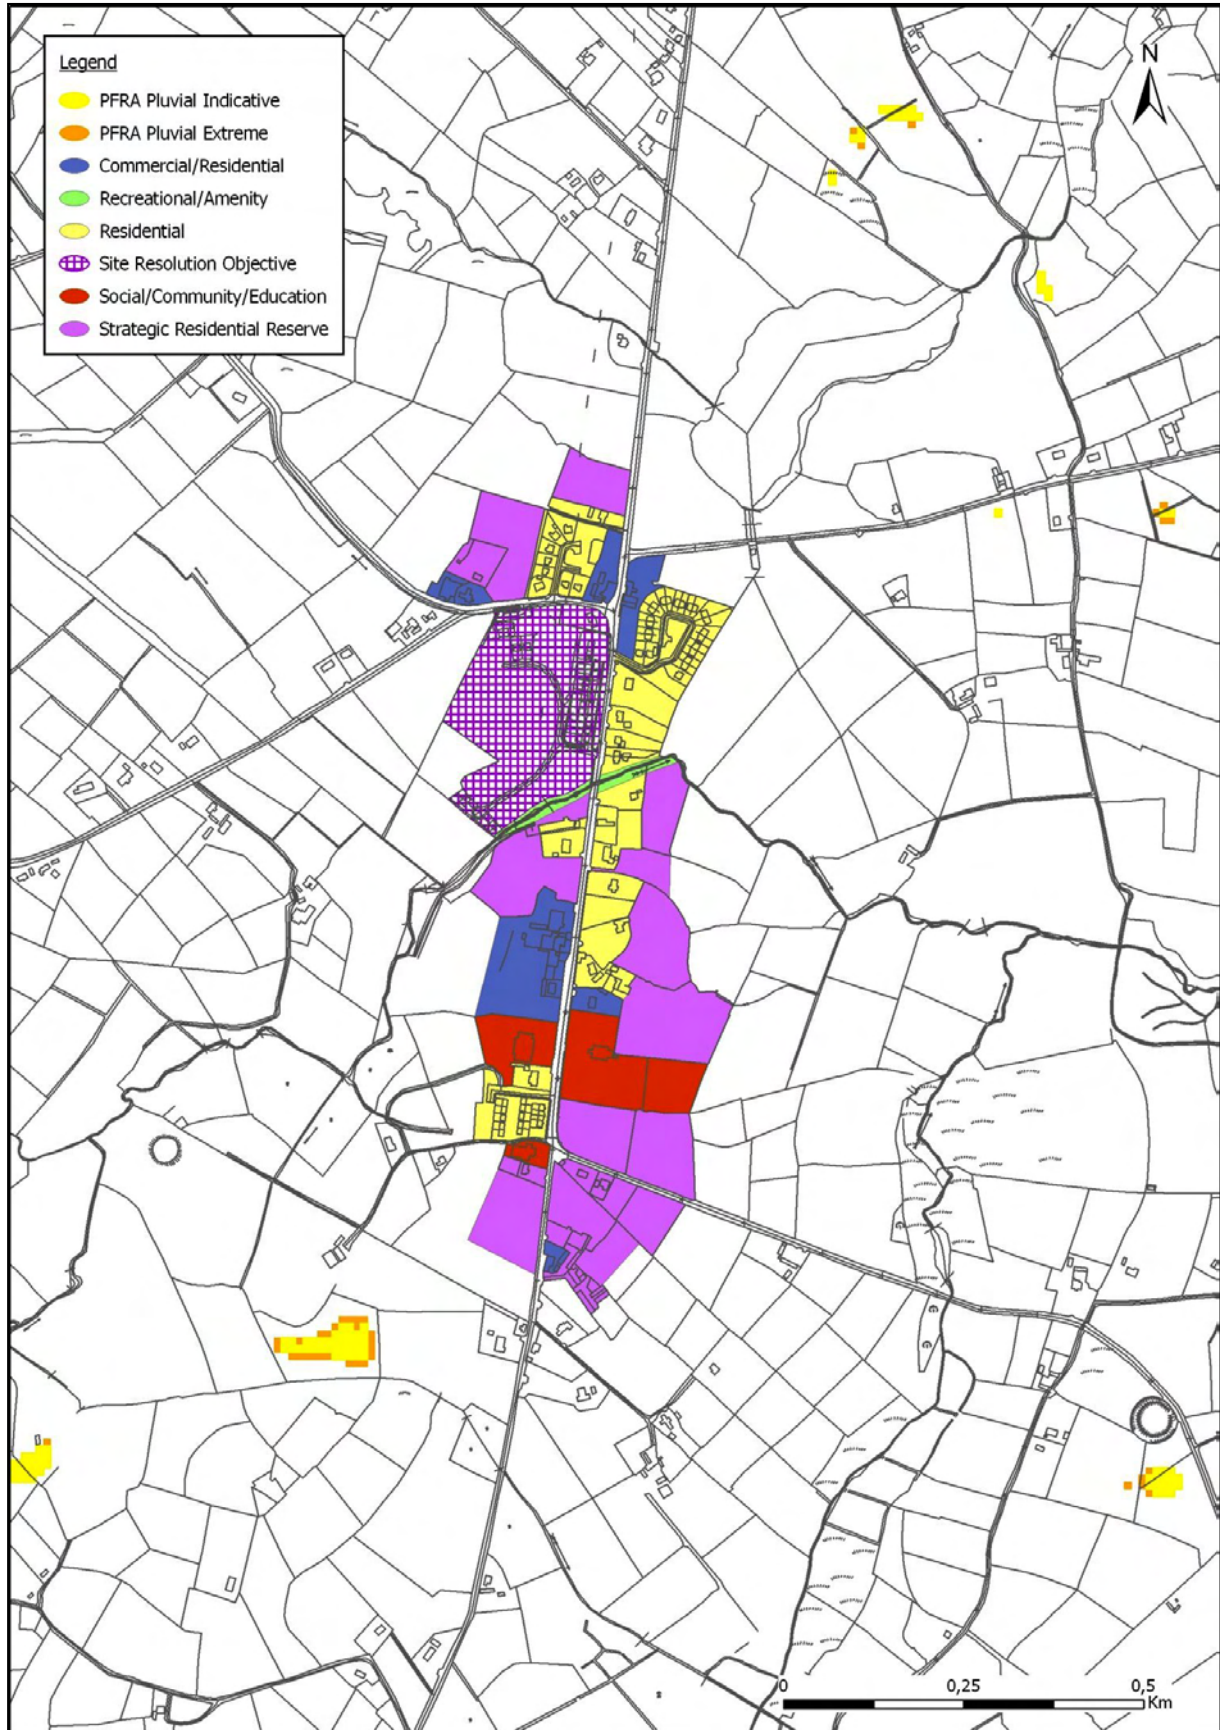 Legend
PFRA Pluvial Indicative
PFRA Pluvial Extreme
Commercial/Residential
Recreational/Amenity
Residential
Site Resolution Objective
Social/Community/Education
Strategic Residential Reserve
N
0 0,25 0,5
Km